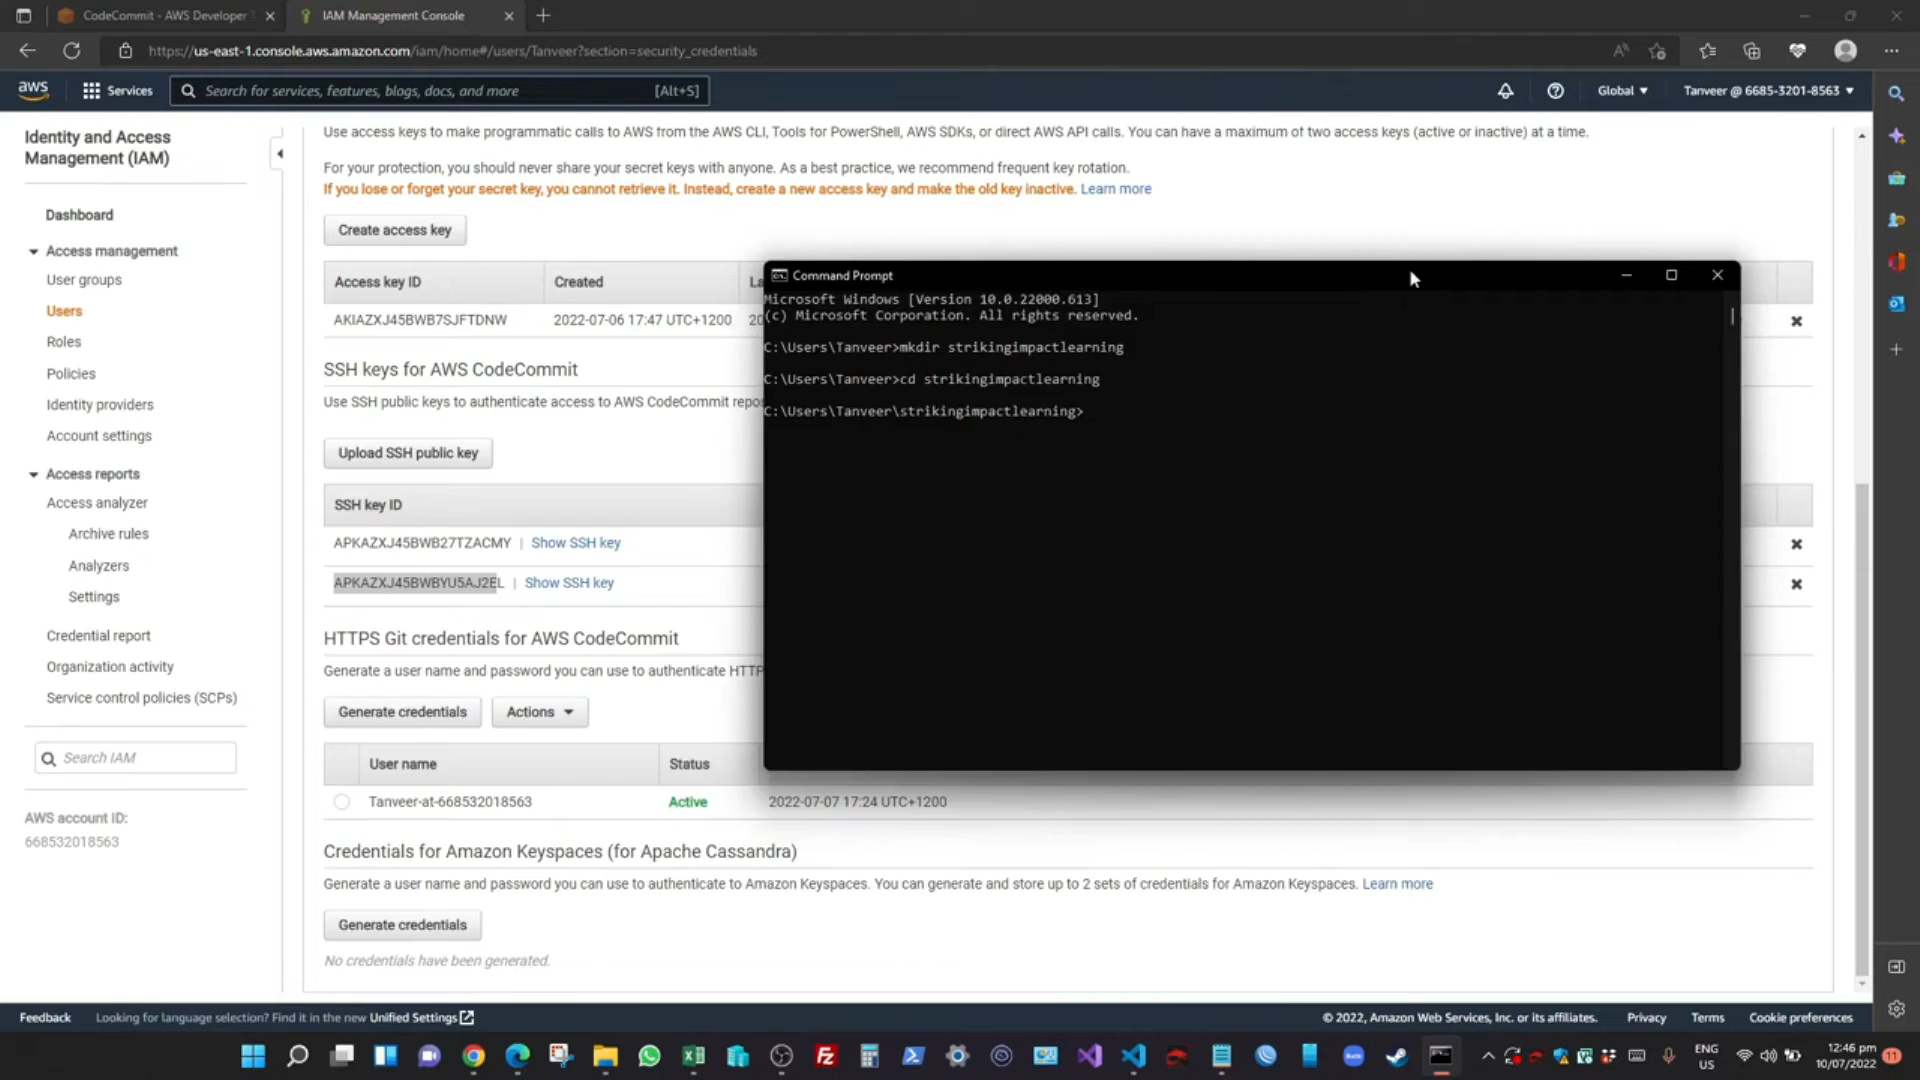 CodeCommit - AWS Developer
IAM Management Console
https://us-east-1.console.aws.amazon.com/iam/home#/users/Tanveer?section=security_credentials
aws
Services
Search for services, features, blogs, docs, and more
[Alt+S]
Global
Tanveer @ 6685-3201-8563
Identity and Access
Management (IAM)
Dashboard
Access management
User groups
Users
Roles
Policies
Identity providers
Account settings
Access reports
Access analyzer
Archive rules
Analyzers
Settings
Credential report
Organization activity
Service control policies (SCPs)
Search IAM
AWS account ID:
668532018563
Use access keys to make programmatic calls to AWS from the AWS CLI, Tools for PowerShell, AWS SDKs, or direct AWS API calls. You can have a maximum of two access keys (active or inactive) at a time.
For your protection, you should never share your secret keys with anyone. As a best practice, we recommend frequent key rotation.
If you lose or forget your secret key, you cannot retrieve it. Instead, create a new access key and make the old key inactive. Learn more
Create access key
Access key ID
Created
La
AKIAZXJ45BWB7SJFTDNW
2022-07-06 17:47 UTC+1200
20
SSH keys for AWS CodeCommit
Use SSH public keys to authenticate access to AWS CodeCommit repo
Upload SSH public key
SSH key ID
APKAZXJ45BWB27TZACMY | Show SSH key
APKAZXJ45BWBYU5AJ2EL | Show SSH key
HTTPS Git credentials for AWS CodeCommit
Generate a user name and password you can use to authenticate HTTP
Generate credentials
Actions
User name
Status
Tanveer-at-668532018563
Active
2022-07-07 17:24 UTC+1200
Credentials for Amazon Keyspaces (for Apache Cassandra)
Generate a user name and password you can use to authenticate to Amazon Keyspaces. You can generate and store up to 2 sets of credentials for Amazon Keyspaces. Learn more
Generate credentials
No credentials have been generated.
Command Prompt
Microsoft Windows [Version 10.0.22000.613]
(c) Microsoft Corporation. All rights reserved.
C:\Users\Tanveer>mkdir strikingimpactlearning
C:\Users\Tanveer>cd strikingimpactlearning
C:\Users\Tanveer\strikingimpactlearning>
Feedback
Looking for language selection? Find it in the new Unified Settings
© 2022, Amazon Web Services, Inc. or its affiliates.
Privacy
Terms
Cookie preferences
ENG
US
12:46 pm
10/07/2022
11